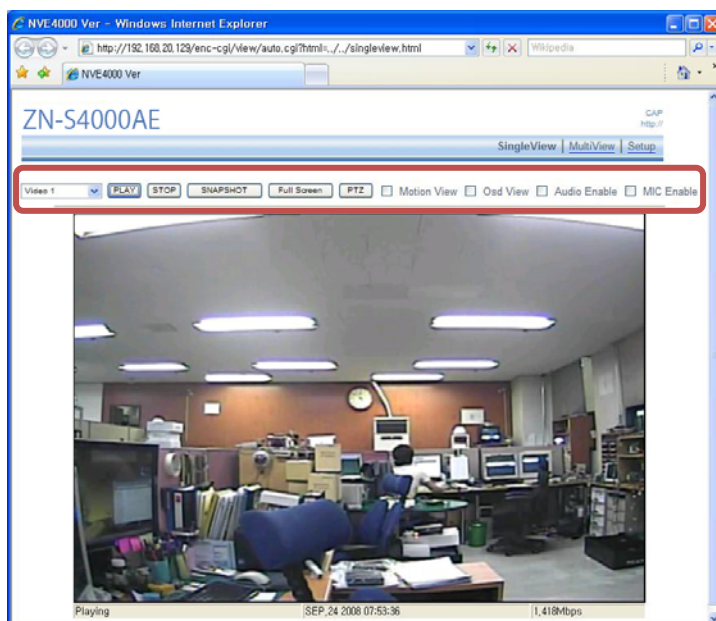 NVE4000 Ver - Windows Internet Explorer
http://192.168.20.129/enc-cgi/view/auto.cgi?html=../../singleview.html
Wikipedia
NVE4000 Ver
ZN-S4000AE
CAP
http://
SingleView | MultiView | Setup
Video 1 PLAY STOP SNAPSHOT Full Screen PTZ Motion View Osd View Audio Enable MIC Enable
Playing SEP,24 2008 07:53:36 1,418Mbps